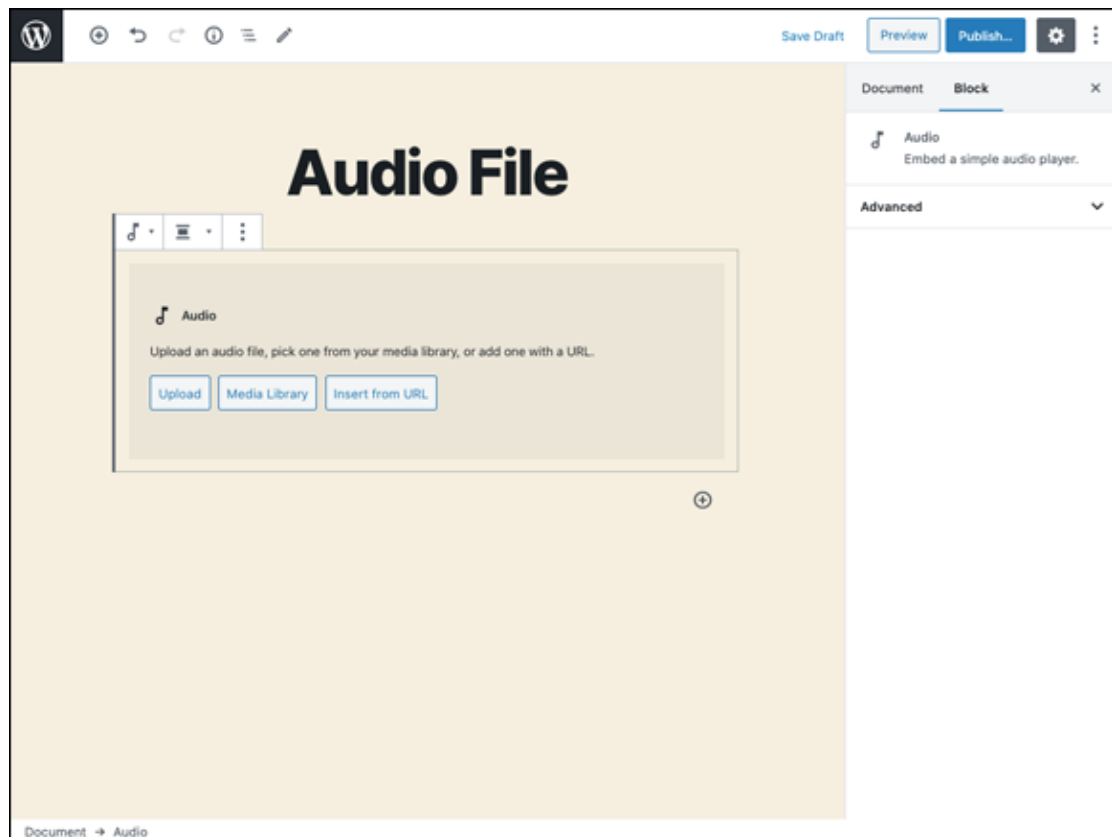 Save Draft
Preview
Publish...
Document
Block
Audio
Embed a simple audio player.
Advanced
Audio File
Audio
Upload an audio file, pick one from your media library, or add one with a URL.
Upload
Media Library
Insert from URL
Document → Audio